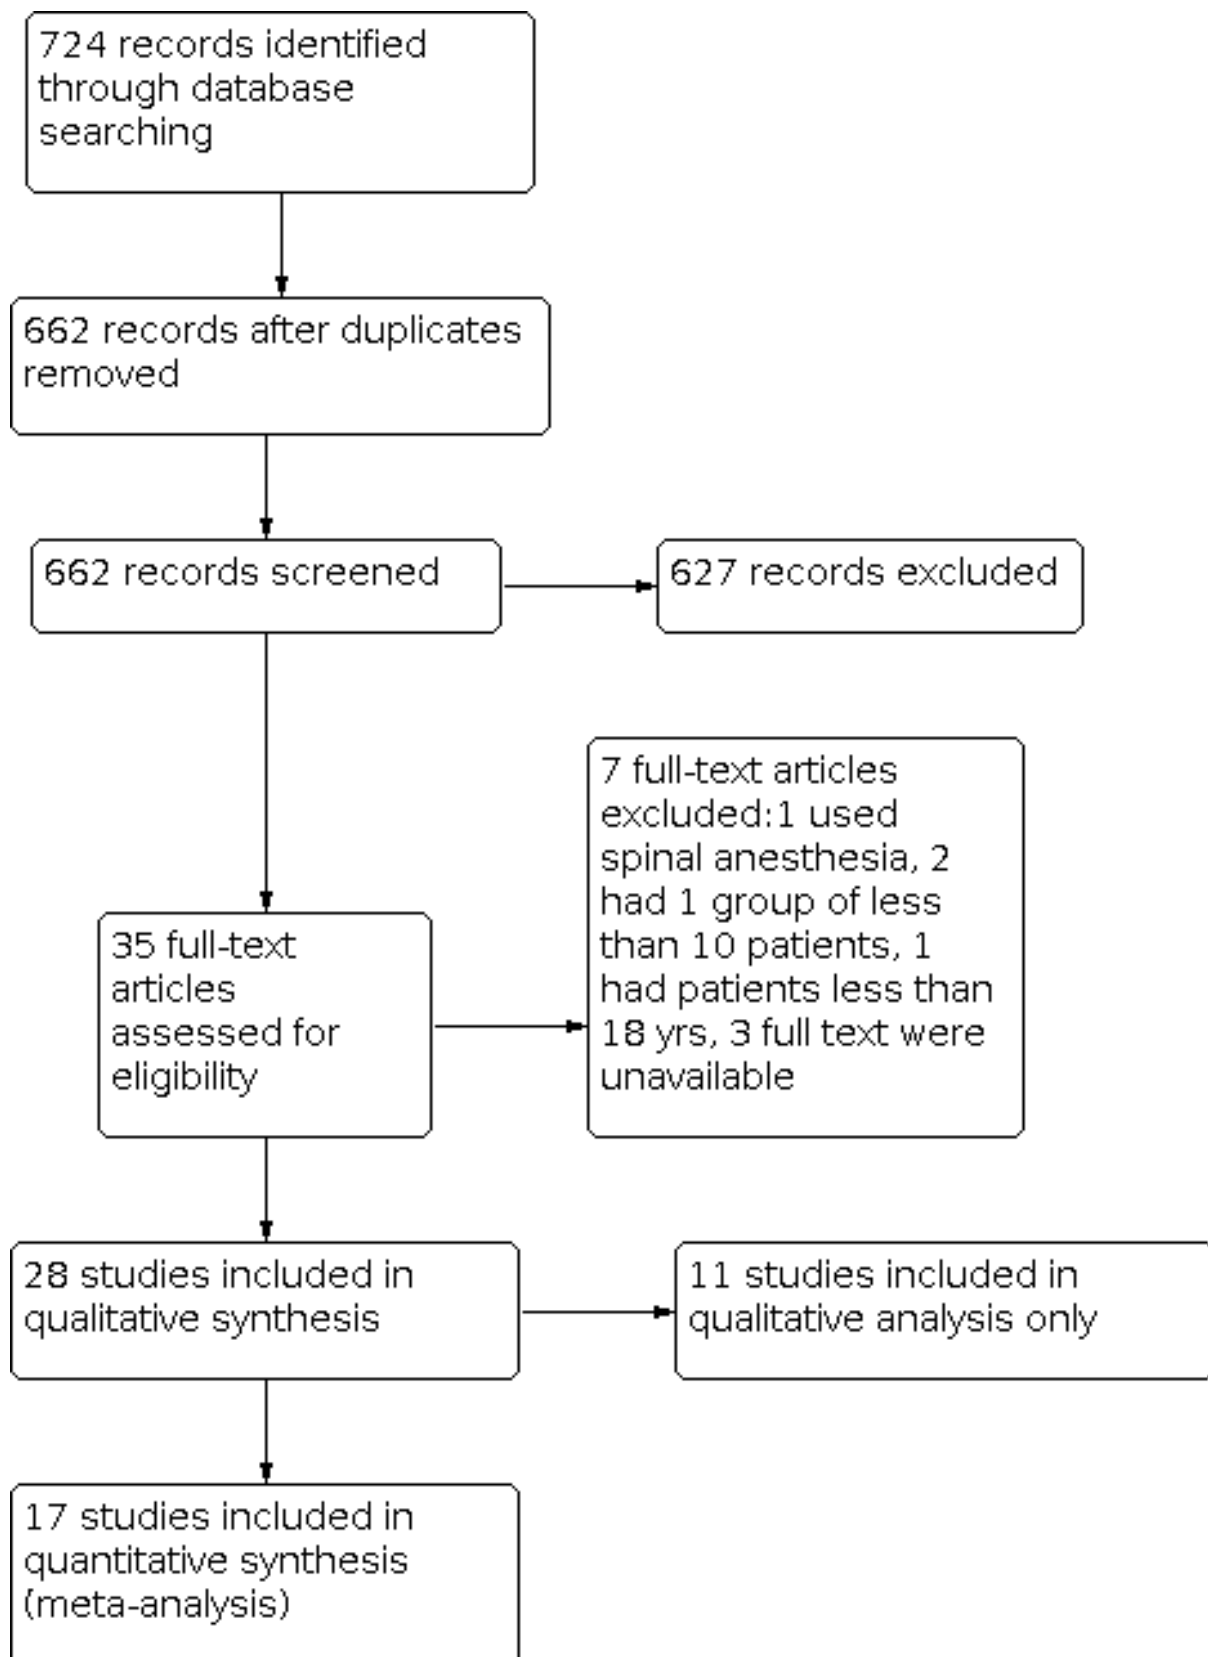 724 records identified
through database
searching
662 records after duplicates
removed
662 records screened
627 records excluded
7 full-text articles
excluded:1 used
spinal anesthesia, 2
had 1 group of less
than 10 patients, 1
had patients less than
18 yrs, 3 full text were
unavailable
35 full-text
articles
assessed for
eligibility
28 studies included in
qualitative synthesis
11 studies included in
qualitative analysis only
17 studies included in
quantitative synthesis
(meta-analysis)